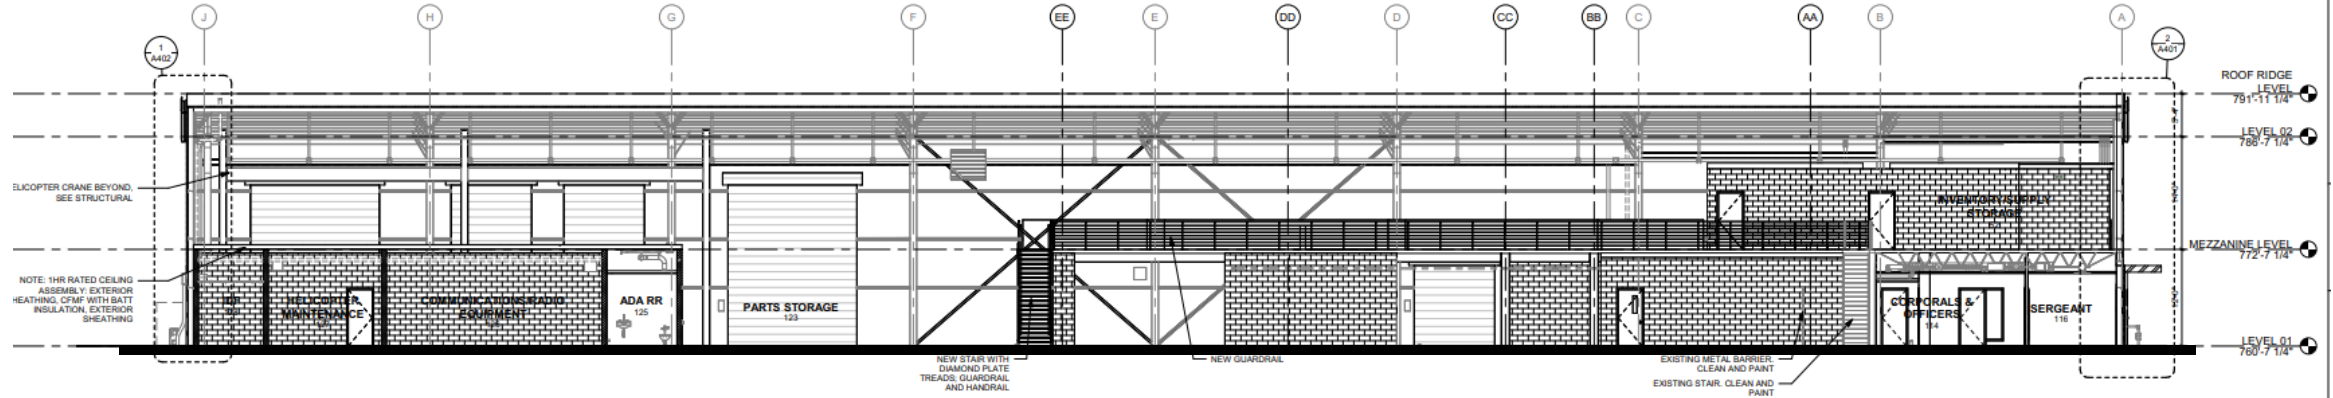 J H G F EE E DD D CC BB C AA B A
1
A402
2
A401
ROOF RIDGE
LEVEL
791'-11 1/4"
LEVEL 02
786'-7 1/4"
MEZZANINE LEVEL
772'-7 1/4"
LEVEL 01
760'-7 1/4"
ELICOPTER CRANE BEYOND,
SEE STRUCTURAL
NOTE: 1HR RATED CEILING
ASSEMBLY: EXTERIOR
HEATHING, CFMF WITH BATT
INSULATION, EXTERIOR
SHEATHING
HELICOPTER
MAINTENANCE
COMMUNICATIONS/RADIO
EQUIPMENT
ADA RR
125
PARTS STORAGE
123
INVENTORY/SUPPLY
STORAGE
CORPORALS &
OFFICERS
114
SERGEANT
116
NEW STAIR WITH
DIAMOND PLATE
TREADS; GUARDRAIL
AND HANDRAIL
NEW GUARDRAIL
EXISTING METAL BARRIER.
CLEAN AND PAINT
EXISTING STAIR. CLEAN AND
PAINT